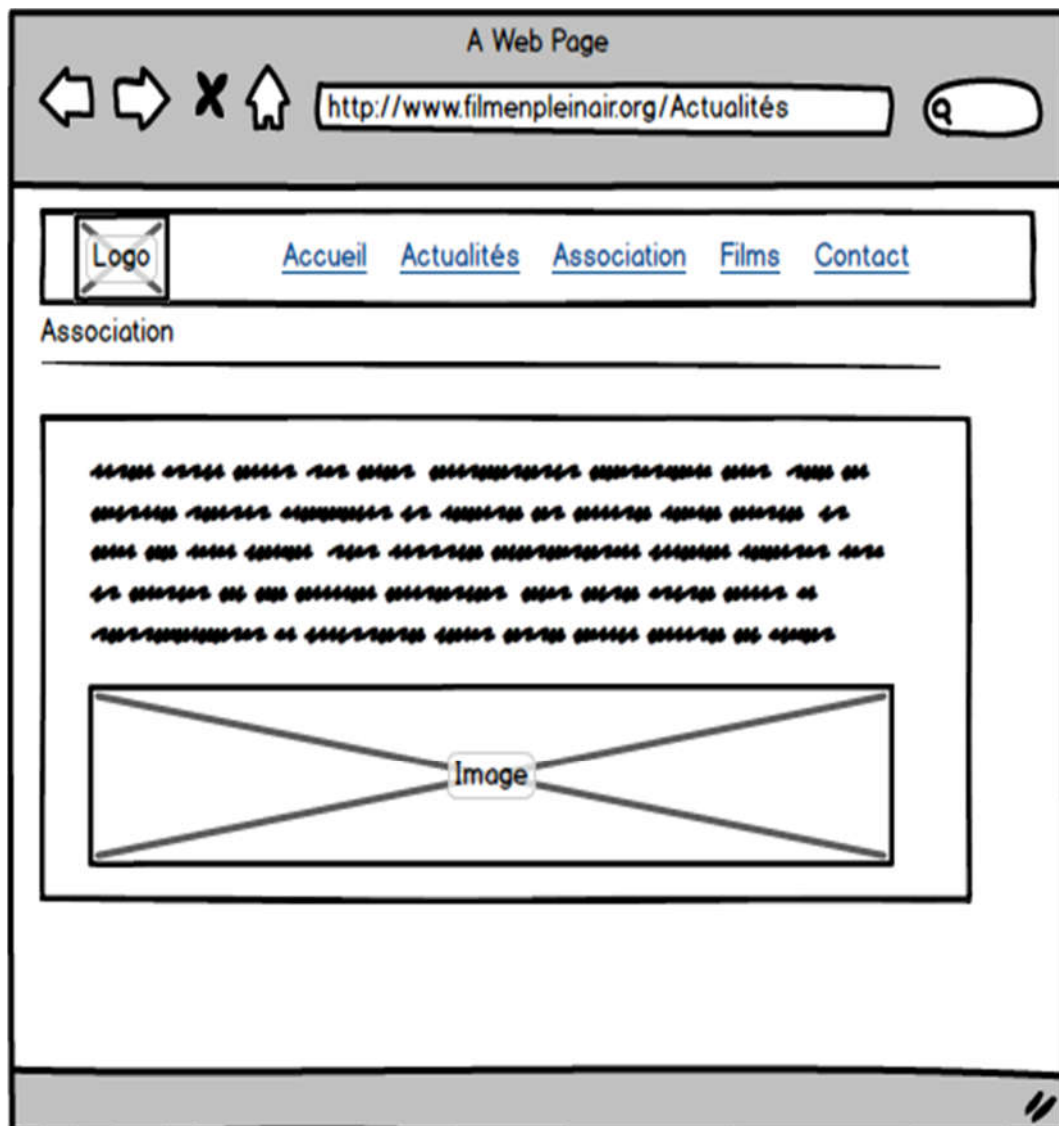 A Web Page
http://www.filmenpleinair.org/Actualités
Logo Accueil Actualités Association Films Contact
Association
Image